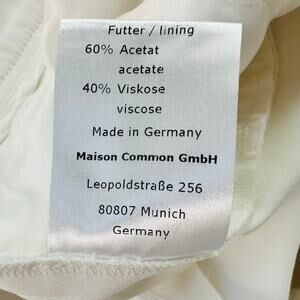 Futter / lining
60% Acetat
acetate
40% Viskose
viscose
Made in Germany
Maison Common GmbH
Leopoldstraße 256
80807 Munich
Germany